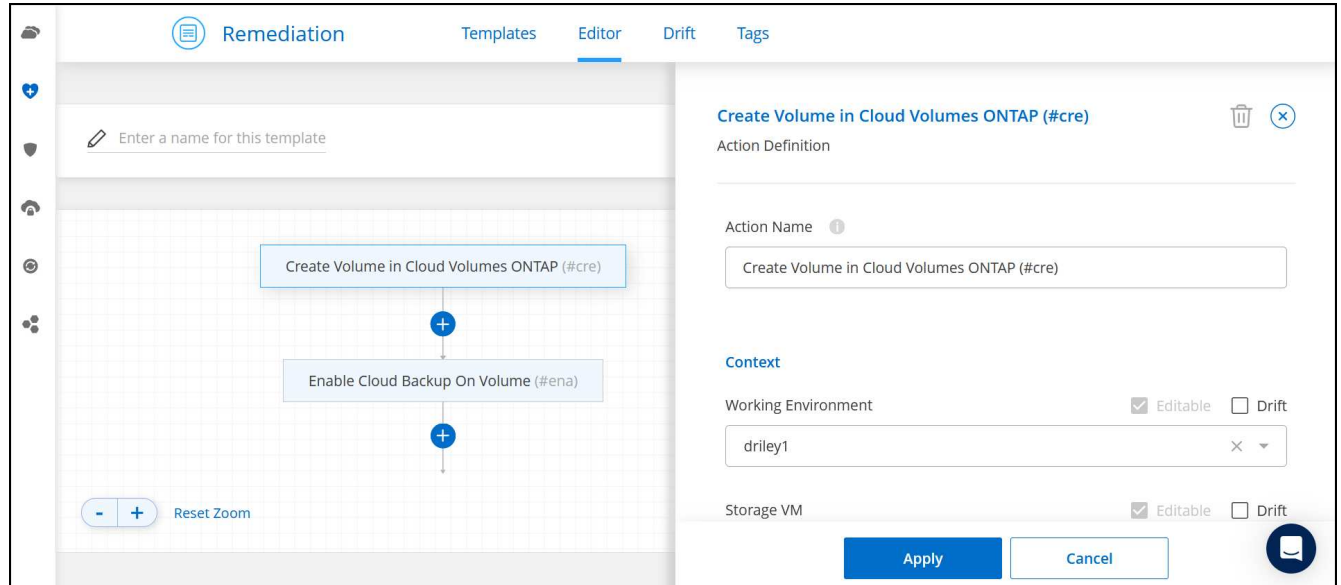 Remediation
Templates Editor Drift Tags
Enter a name for this template
Create Volume in Cloud Volumes ONTAP (#cre)
Enable Cloud Backup On Volume (#ena)
- + Reset Zoom
Create Volume in Cloud Volumes ONTAP (#cre)
Action Definition
Action Name i
Create Volume in Cloud Volumes ONTAP (#cre)
Context
Working Environment Editable Drift
driley1
Storage VM Editable Drift
Apply Cancel